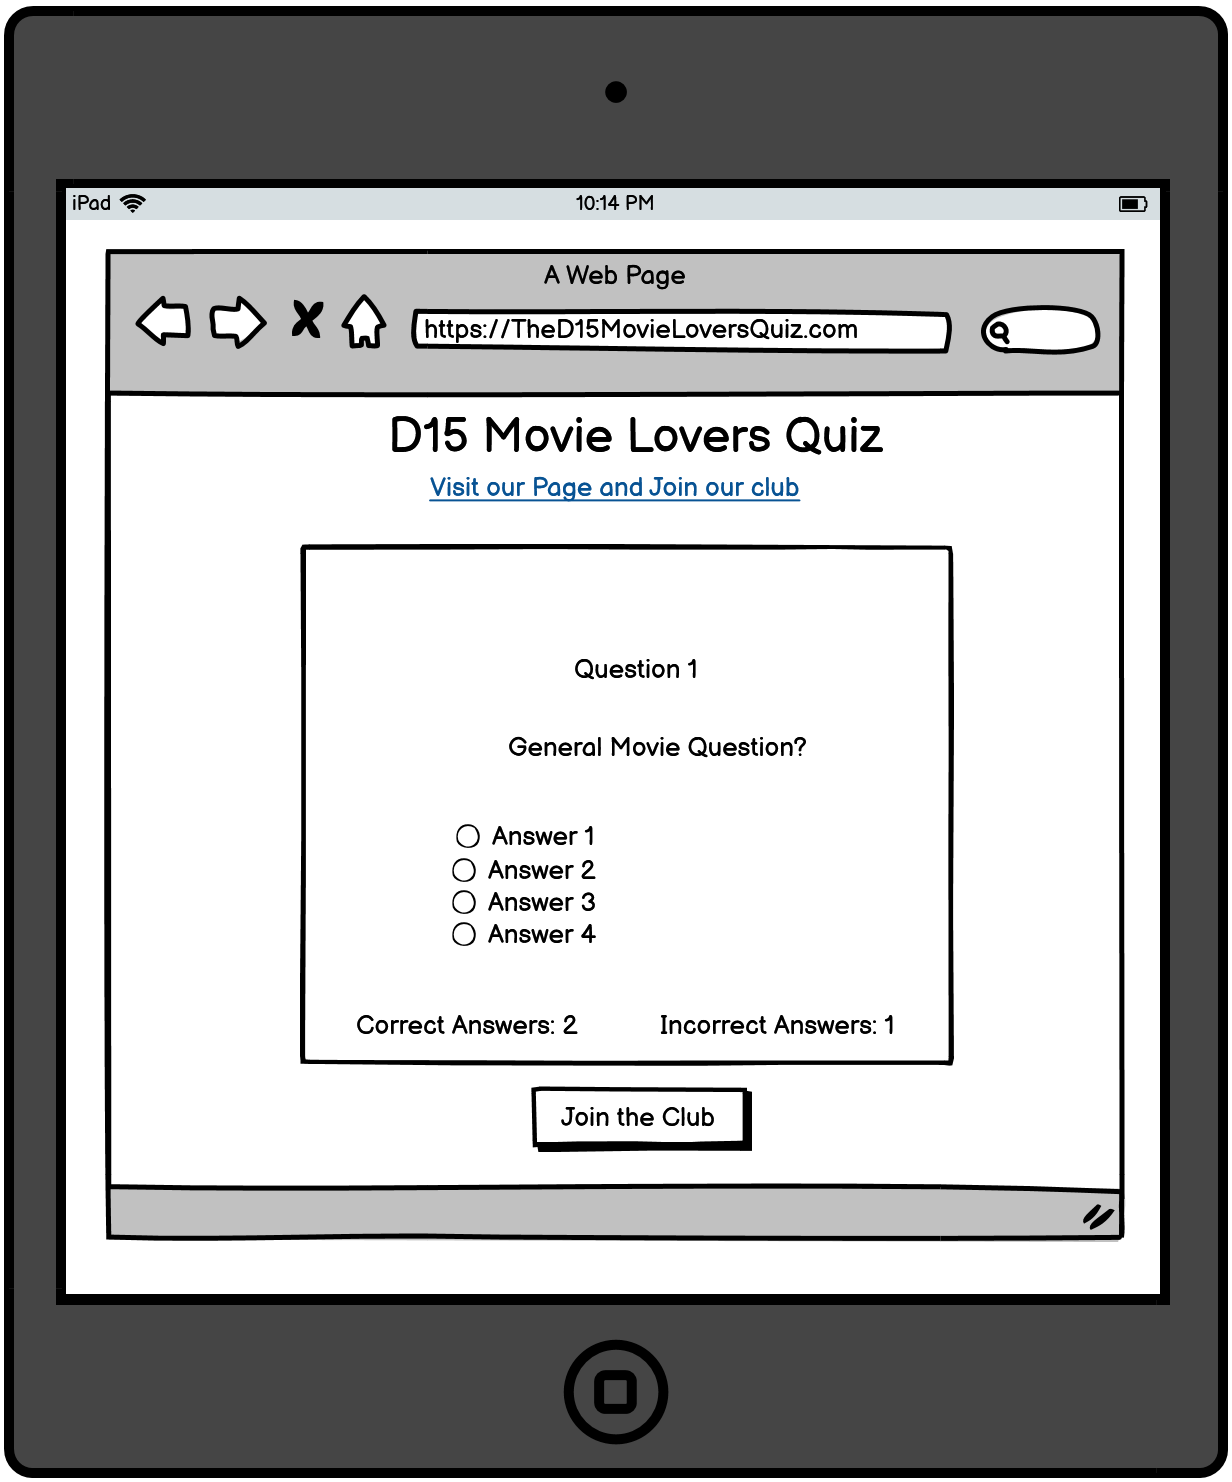 iPad
10:14 PM
A Web Page
https://TheD15MovieLoversQuiz.com
D15 Movie Lovers Quiz
Visit our Page and Join our club
Question 1
General Movie Question?
Answer 1
Answer 2
Answer 3
Answer 4
Correct Answers: 2 Incorrect Answers: 1
Join the Club